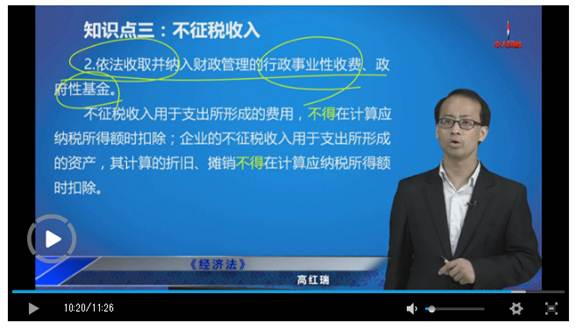 知识点三：不征税收入
2.依法收取并纳入财政管理的行政事业性收费、政
府性基金。
不征税收入用于支出所形成的费用，不得在计算应
纳税所得额时扣除；企业的不征税收入用于支出所形成
的资产，其计算的折旧、摊销不得在计算应纳税所得额
时扣除。
《经济法》
高红瑞
10:20/11:26